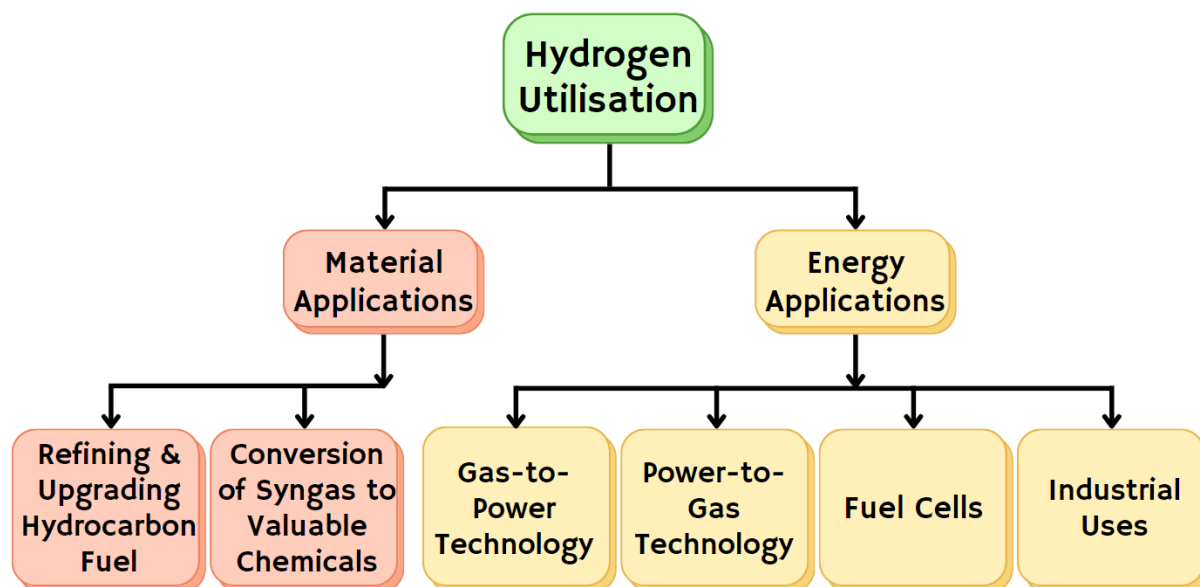 Hydrogen
Utilisation
Material
Applications
Energy
Applications
Refining &
Upgrading
Hydrocarbon
Fuel
Conversion
of Syngas to
Valuable
Chemicals
Gas-to-
Power
Technology
Power-to-
Gas
Technology
Fuel Cells
Industrial
Uses